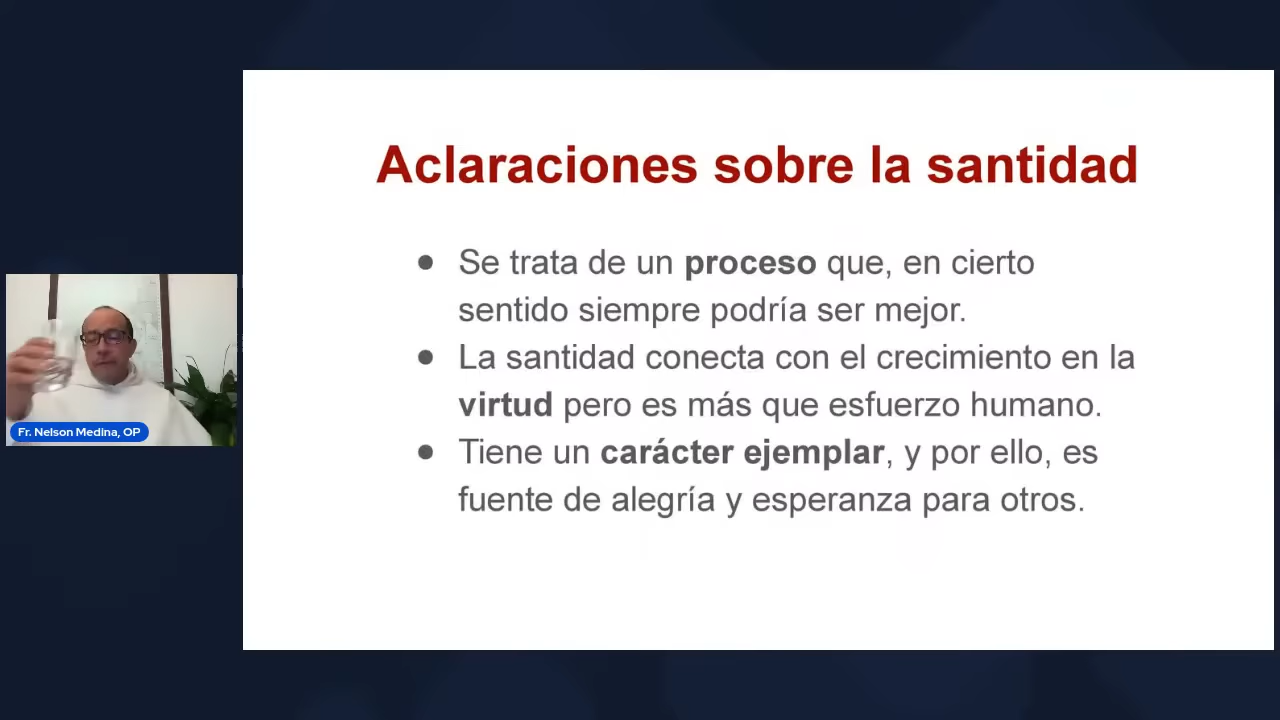 Aclaraciones sobre la santidad
● Se trata de un proceso que, en cierto
sentido siempre podría ser mejor.
● La santidad conecta con el crecimiento en la
virtud pero es más que esfuerzo humano.
● Tiene un carácter ejemplar, y por ello, es
fuente de alegría y esperanza para otros.
Fr. Nelson Medina, OP